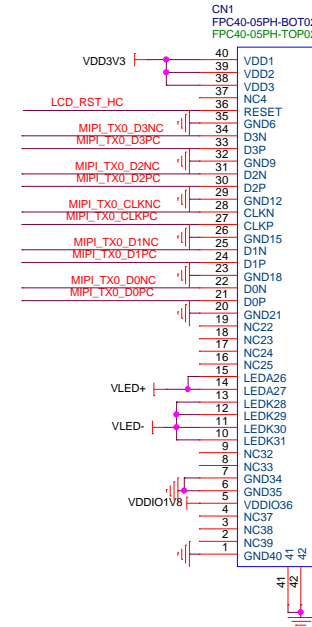 CN1
FPC40-05PH-BOT02
FPC40-05PH-TOP02
VDD3V3
40 VDD1
39 VDD2
38 VDD3
37 NC4
LCD_RST_HC 36 RESET
35 GND6
MIPI_TX0_D3NC 34 D3N
MIPI_TX0_D3PC 33 D3P
32 GND9
MIPI_TX0_D2NC 31 D2N
MIPI_TX0_D2PC 30 D2P
29 GND12
MIPI_TX0_CLKNC 28 CLKN
MIPI_TX0_CLKPC 27 CLKP
26 GND15
MIPI_TX0_D1NC 25 D1N
MIPI_TX0_D1PC 24 D1P
23 GND18
MIPI_TX0_D0NC 22 D0N
MIPI_TX0_D0PC 21 D0P
20 GND21
19 NC22
18 NC23
17 NC24
16 NC25
15 LEDA26
VLED+ 14 LEDA27
13 LEDK28
12 LEDK29
VLED- 11 LEDK30
10 LEDK31
9 NC32
8 NC33
7 GND34
6 GND35
VDDIO1V8 5 VDDIO36
4 NC37
3 NC38
2 NC39
1 GND40
41 42
41 42